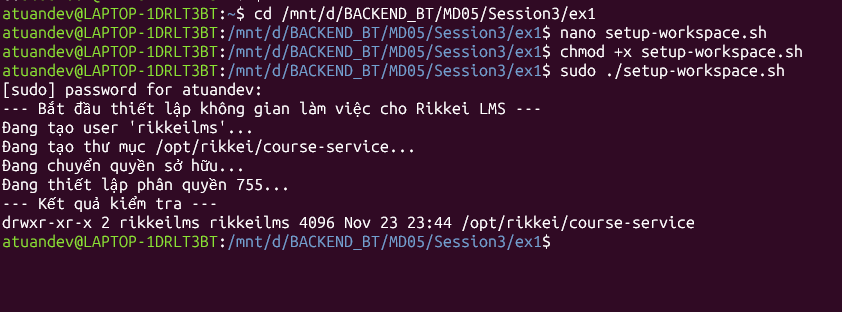 atuandev@LAPTOP-1DRLT3BT:~$ cd /mnt/d/BACKEND_BT/MD05/Session3/ex1
atuandev@LAPTOP-1DRLT3BT:/mnt/d/BACKEND_BT/MD05/Session3/ex1$ nano setup-workspace.sh
atuandev@LAPTOP-1DRLT3BT:/mnt/d/BACKEND_BT/MD05/Session3/ex1$ chmod +x setup-workspace.sh
atuandev@LAPTOP-1DRLT3BT:/mnt/d/BACKEND_BT/MD05/Session3/ex1$ sudo ./setup-workspace.sh
[sudo] password for atuandev:
--- Bắt đầu thiết lập không gian làm việc cho Rikkei LMS ---
Đang tạo user 'rikkeilms'...
Đang tạo thư mục /opt/rikkei/course-service...
Đang chuyển quyền sở hữu...
Đang thiết lập phân quyền 755...
--- Kết quả kiểm tra ---
drwxr-xr-x 2 rikkeilms rikkeilms 4096 Nov 23 23:44 /opt/rikkei/course-service
atuandev@LAPTOP-1DRLT3BT:/mnt/d/BACKEND_BT/MD05/Session3/ex1$